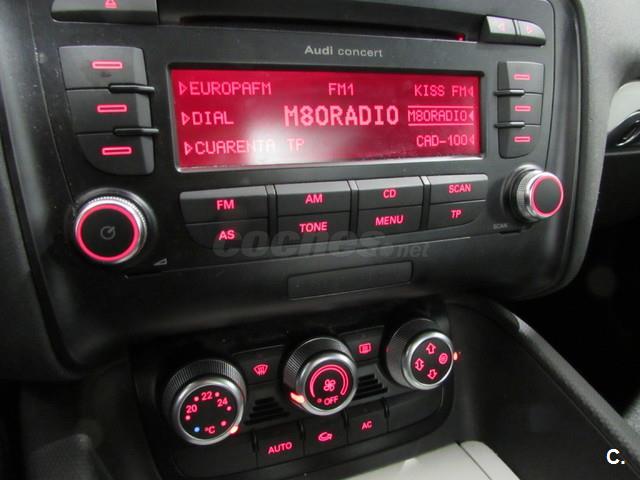 Audi concert
EUROPAFM FM1 KISS FM
DIAL M80RADIO M80RADIO
CUARENTA TP CAD-100
FM AM CD SCAN
AS TONE MENU TP
SCAN
coches.net
20 22 24
°C
OFF
AUTO AC
C.